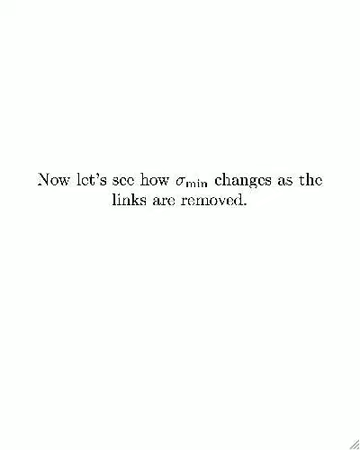 Now let's see how σ_min changes as the
links are removed.